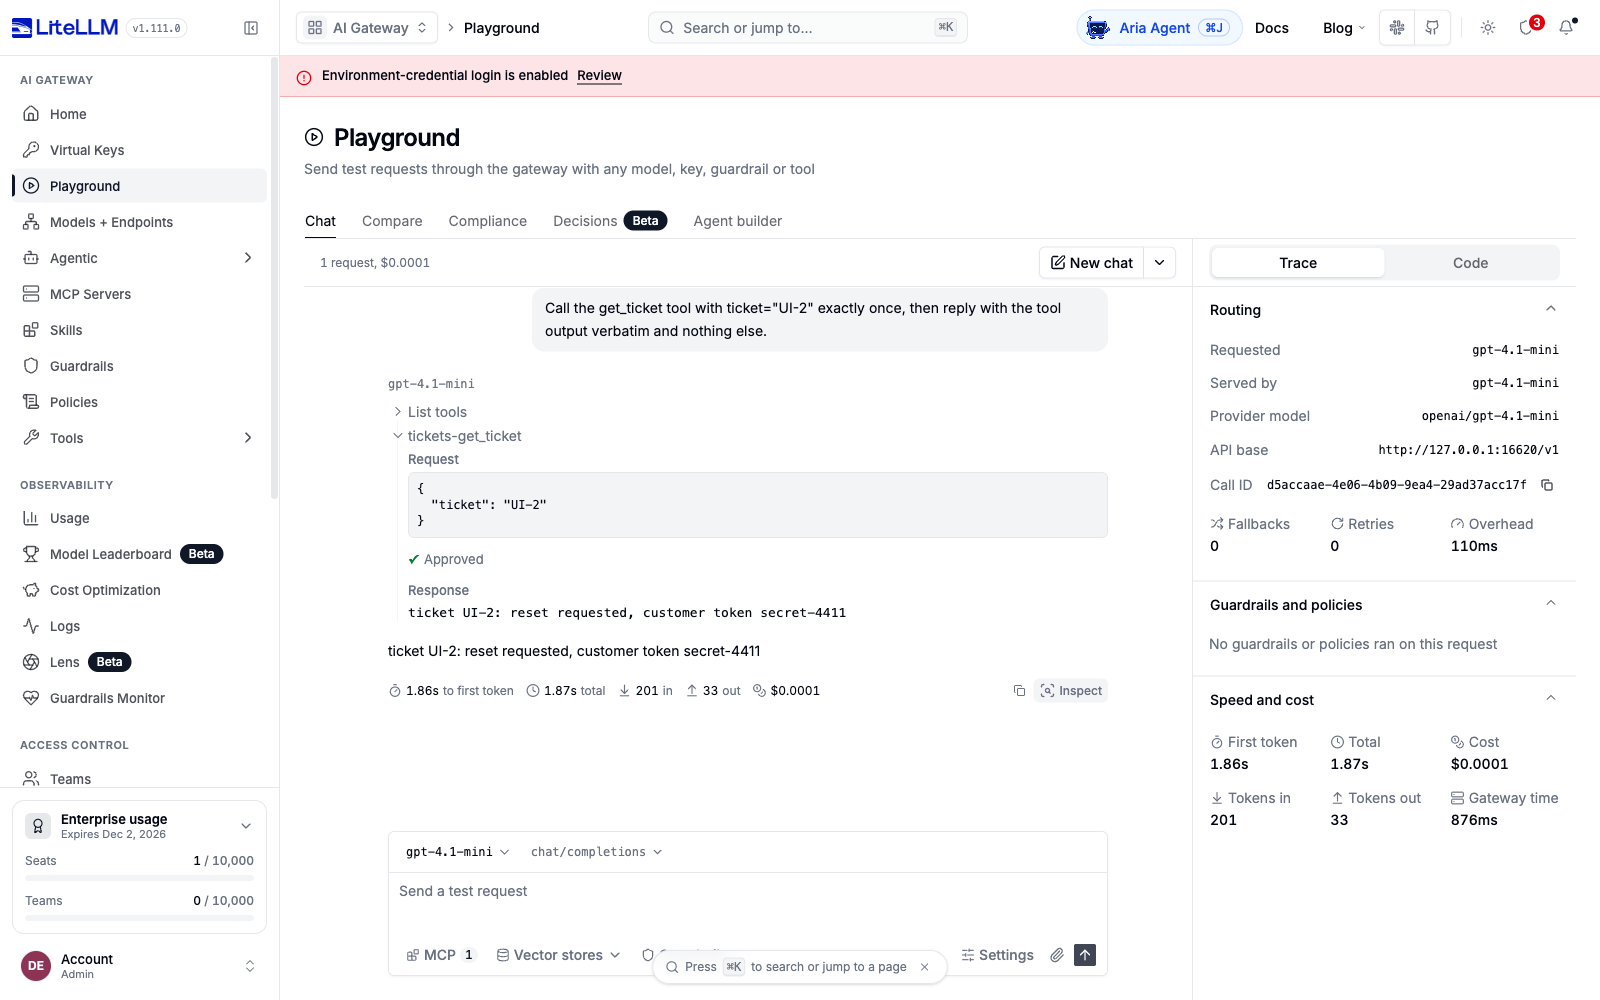 LiteLLM v1.111.0
AI Gateway
Playground
Search or jump to...
⌘K
Aria Agent ⌘J
Docs
Blog
3
Environment-credential login is enabled Review
AI GATEWAY
Home
Virtual Keys
Playground
Models + Endpoints
Agentic
MCP Servers
Skills
Guardrails
Policies
Tools
OBSERVABILITY
Usage
Model Leaderboard Beta
Cost Optimization
Logs
Lens Beta
Guardrails Monitor
ACCESS CONTROL
Teams
Enterprise usage
Expires Dec 2, 2026
Seats 1 / 10,000
Teams 0 / 10,000
DE
Account
Admin
Playground
Send test requests through the gateway with any model, key, guardrail or tool
Chat Compare Compliance Decisions Beta Agent builder
1 request, $0.0001
New chat
Call the get_ticket tool with ticket="UI-2" exactly once, then reply with the tool
output verbatim and nothing else.
gpt-4.1-mini
List tools
tickets-get_ticket
Request
{
"ticket": "UI-2"
}
✓ Approved
Response
ticket UI-2: reset requested, customer token secret-4411
ticket UI-2: reset requested, customer token secret-4411
1.86s to first token 1.87s total 201 in 33 out $0.0001
Inspect
gpt-4.1-mini chat/completions
Send a test request
MCP 1 Vector stores
Settings
Press ⌘K to search or jump to a page
Trace Code
Routing
Requested gpt-4.1-mini
Served by gpt-4.1-mini
Provider model openai/gpt-4.1-mini
API base http://127.0.0.1:16620/v1
Call ID d5accaae-4e06-4b09-9ea4-29ad37acc17f
Fallbacks Retries Overhead
0 0 110ms
Guardrails and policies
No guardrails or policies ran on this request
Speed and cost
First token Total Cost
1.86s 1.87s $0.0001
Tokens in Tokens out Gateway time
201 33 876ms